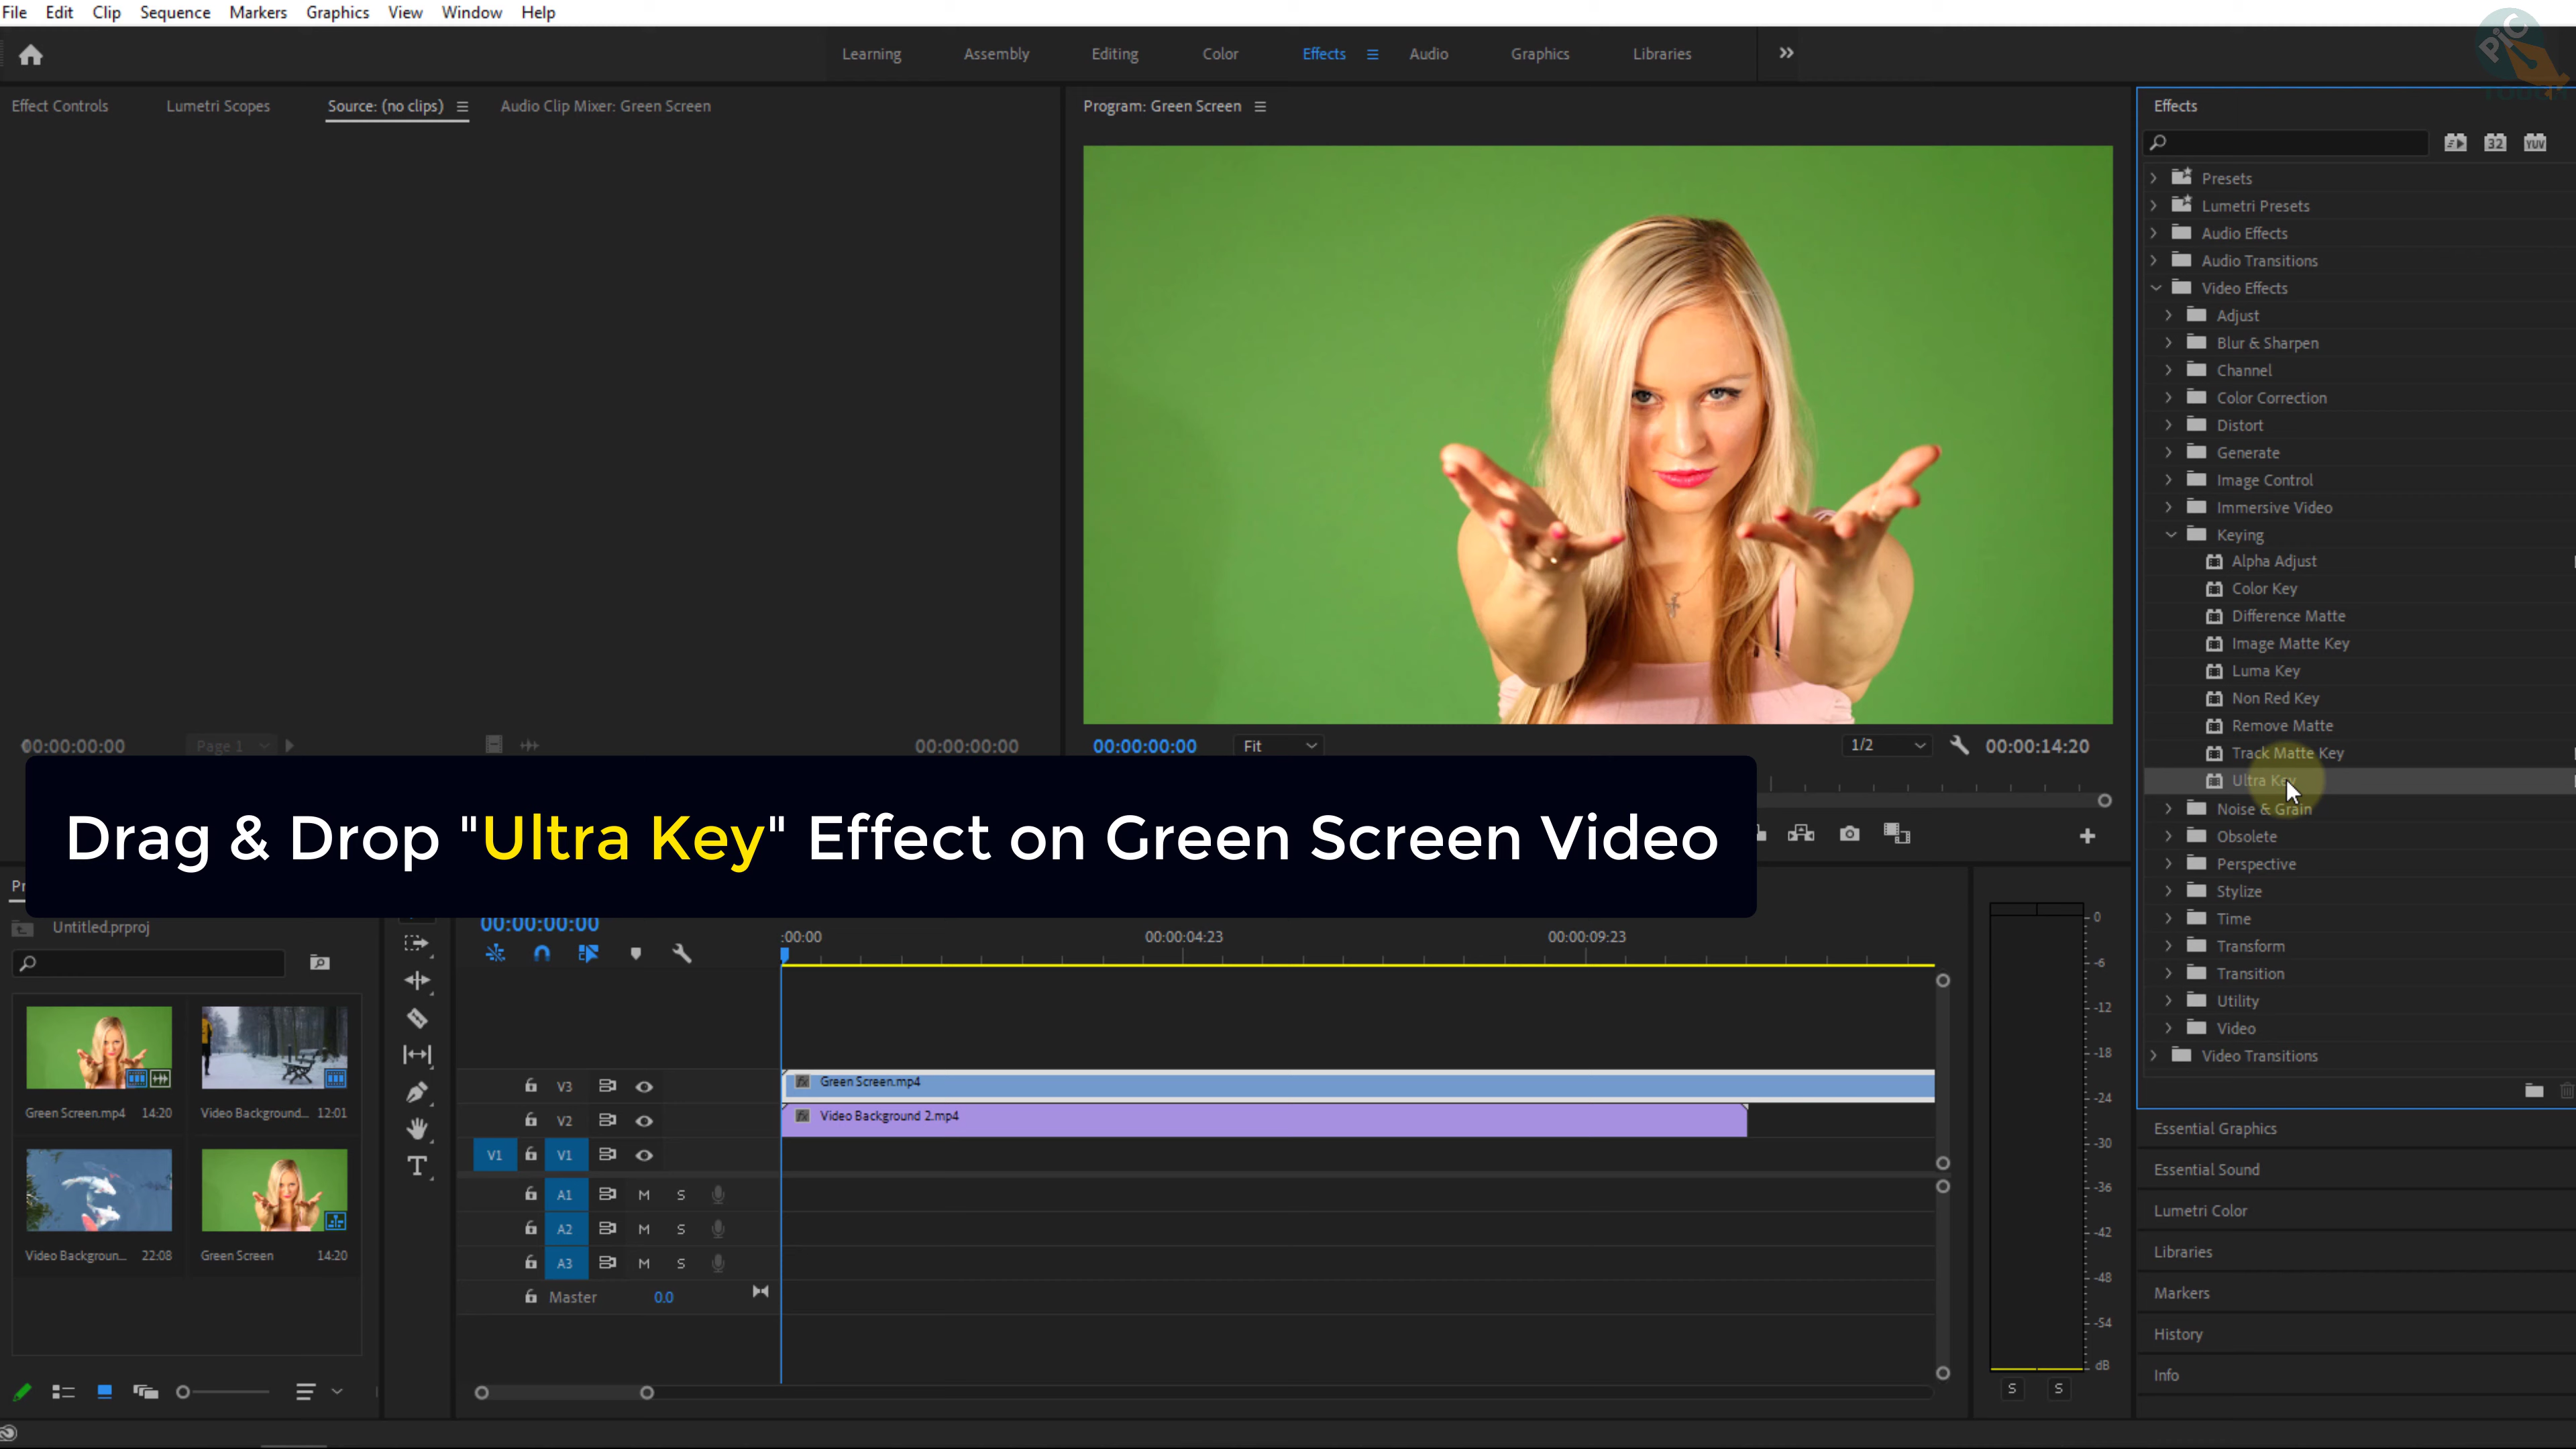 File Edit Clip Sequence Markers Graphics View Window Help
PiC
Learning Assembly Editing Color Effects Audio Graphics Libraries
Effect Controls Lumetri Scopes Source: (no clips) Audio Clip Mixer: Green Screen
Program: Green Screen
Effects
32 YUV
Presets
Lumetri Presets
Audio Effects
Audio Transitions
Video Effects
Adjust
Blur & Sharpen
Channel
Color Correction
Distort
Generate
Image Control
Immersive Video
Keying
Alpha Adjust
Color Key
Difference Matte
Image Matte Key
Luma Key
Non Red Key
Remove Matte
Track Matte Key
Ultra Key
Noise & Grain
Obsolete
Perspective
Stylize
Time
Transform
Transition
Utility
Video
Video Transitions
Essential Graphics
Essential Sound
Lumetri Color
Libraries
Markers
History
Info
00:00:00:00 Page 1 00:00:00:00
00:00:00:00 Fit 1/2 00:00:14:20
Drag & Drop "Ultra Key" Effect on Green Screen Video
Untitled.prproj
Green Screen.mp4 14:20
Video Background... 12:01
Video Backgroun... 22:08
Green Screen 14:20
00:00:00:00
:00:00 00:00:04:23 00:00:09:23
V3 Green Screen.mp4
V2 Video Background 2.mp4
V1 V1
A1 M S
A2 M S
A3 M S
Master 0.0
0
-6
-12
-18
-24
-30
-36
-42
-48
-54
dB
S S